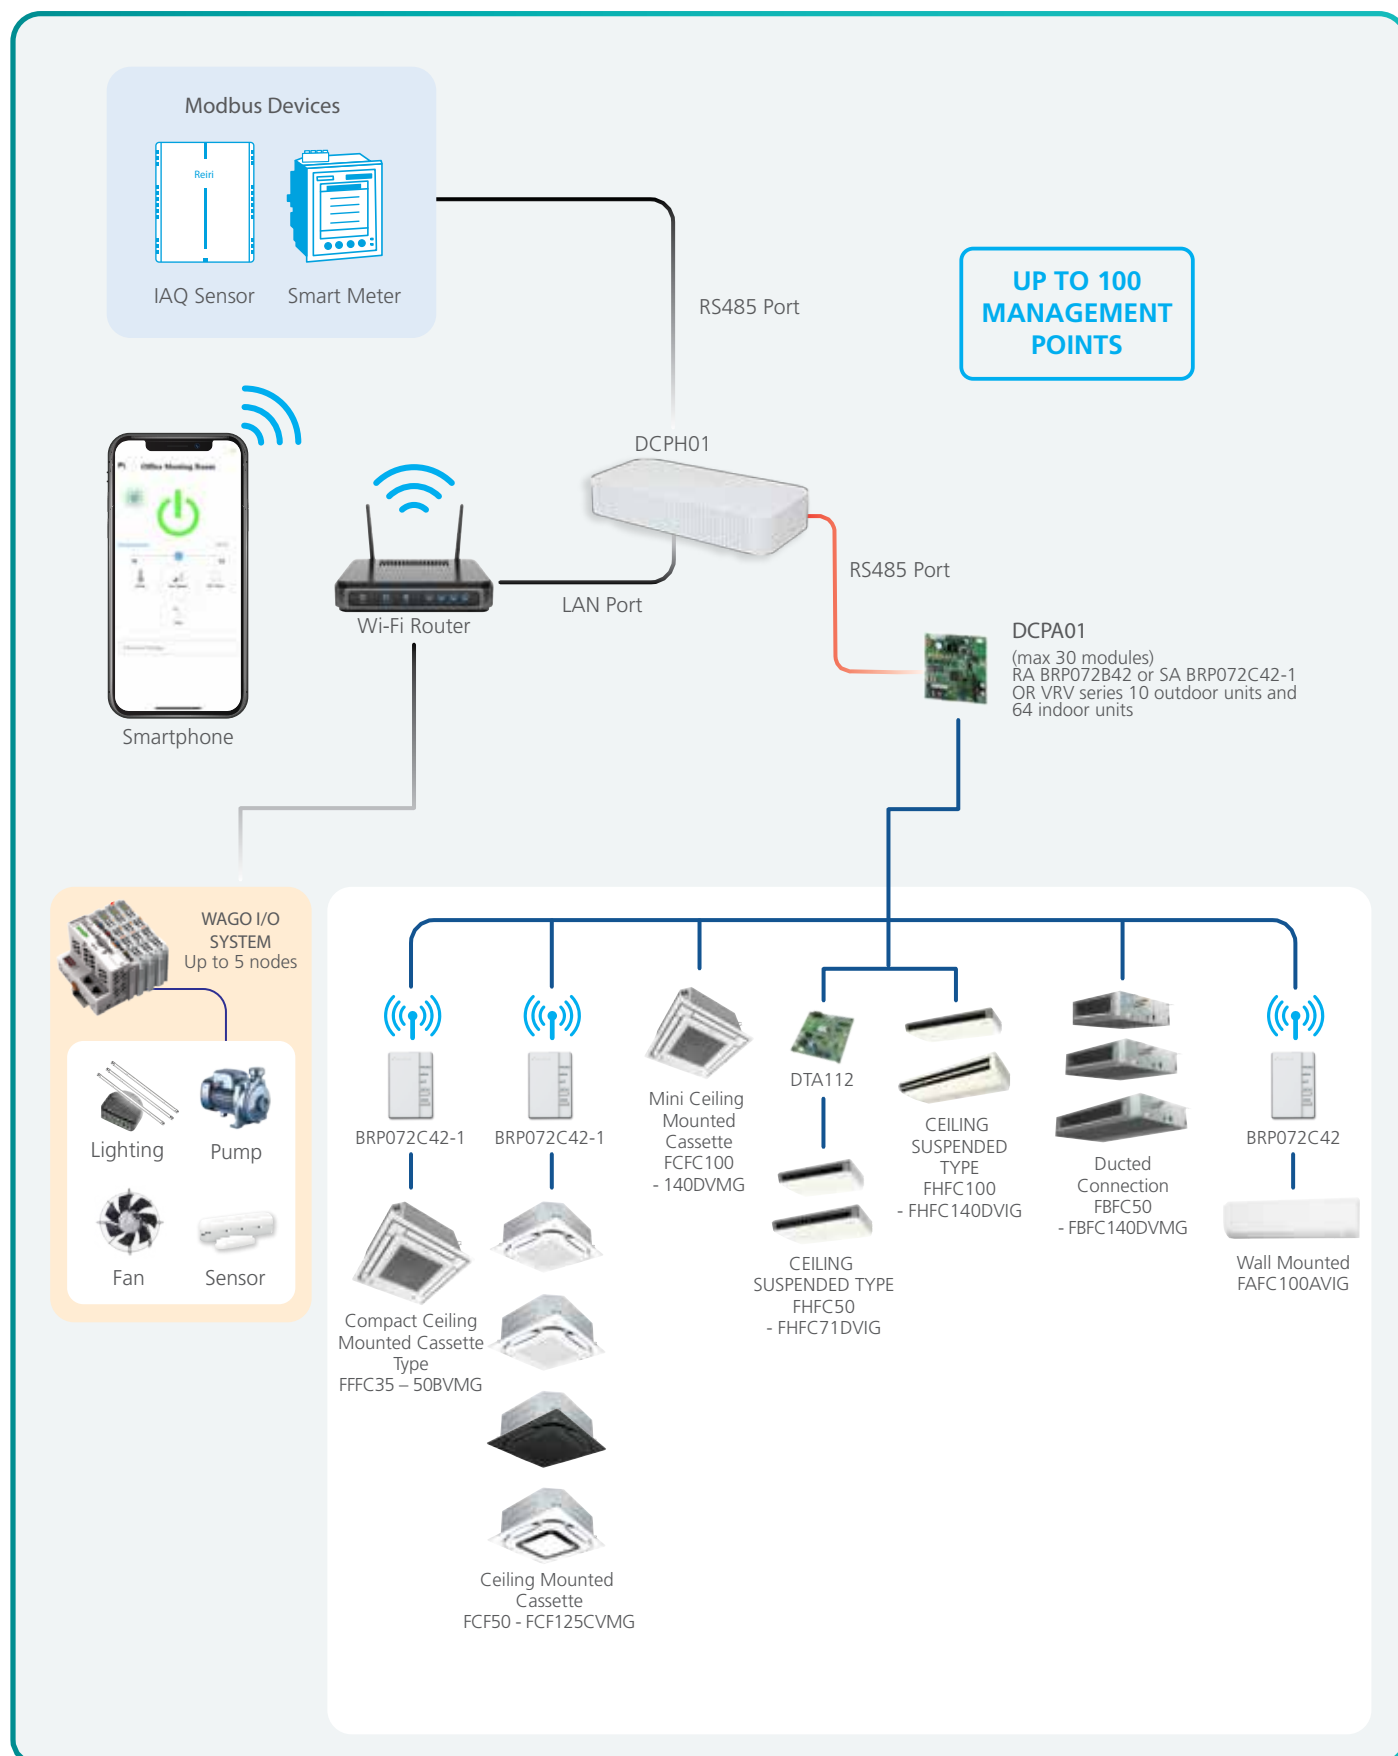 Modbus Devices
Reiri
IAQ Sensor
Smart Meter
RS485 Port
UP TO 100
MANAGEMENT
POINTS
DCPH01
Office Meeting Room
RS485 Port
LAN Port
Wi-Fi Router
DCPA01
(max 30 modules)
RA BRP072B42 or SA BRP072C42-1
OR VRV series 10 outdoor units and
64 indoor units
Smartphone
WAGO I/O
SYSTEM
Up to 5 nodes
Lighting
Pump
Fan
Sensor
BRP072C42-1
Compact Ceiling
Mounted Cassette
Type
FFFC35 – 50BVMG
BRP072C42-1
Ceiling Mounted
Cassette
FCF50 - FCF125CVMG
Mini Ceiling
Mounted
Cassette
FCFC100
- 140DVMG
DTA112
CEILING
SUSPENDED TYPE
FHFC50
- FHFC71DVIG
CEILING
SUSPENDED
TYPE
FHFC100
- FHFC140DVIG
Ducted
Connection
FBFC50
- FBFC140DVMG
BRP072C42
Wall Mounted
FAFC100AVIG